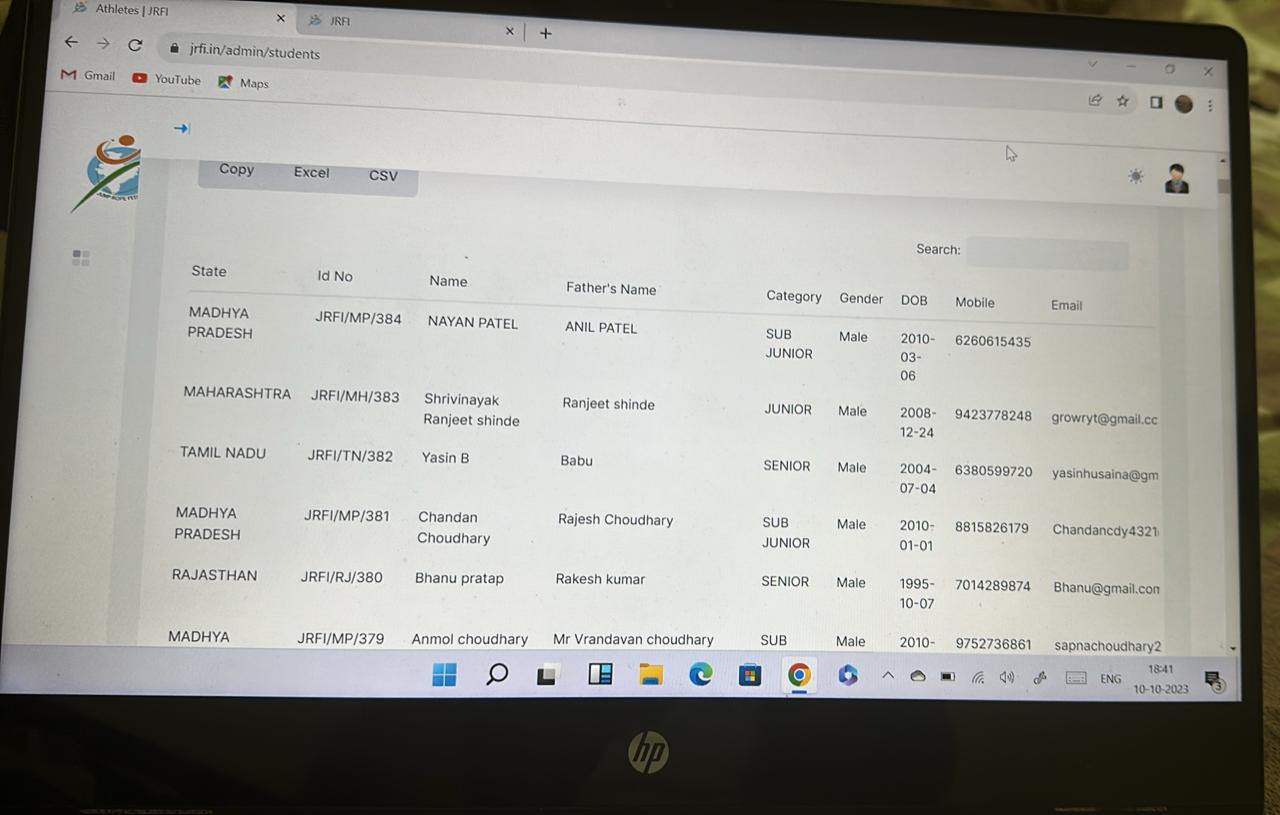 Athletes | JRFI
JRFI
jrfi.in/admin/students
Gmail YouTube Maps
Copy Excel CSV
Search:
State Id No Name Father's Name Category Gender DOB Mobile Email
MADHYA PRADESH JRFI/MP/384 NAYAN PATEL ANIL PATEL SUB JUNIOR Male 2010-03-06 6260615435
MAHARASHTRA JRFI/MH/383 Shrivinayak Ranjeet shinde Ranjeet shinde JUNIOR Male 2008-12-24 9423778248 growryt@gmail.cc
TAMIL NADU JRFI/TN/382 Yasin B Babu SENIOR Male 2004-07-04 6380599720 yasinhusaina@gm
MADHYA PRADESH JRFI/MP/381 Chandan Choudhary Rajesh Choudhary SUB JUNIOR Male 2010-01-01 8815826179 Chandancdy4321
RAJASTHAN JRFI/RJ/380 Bhanu pratap Rakesh kumar SENIOR Male 1995-10-07 7014289874 Bhanu@gmail.con
MADHYA JRFI/MP/379 Anmol choudhary Mr Vrandavan choudhary SUB Male 2010- 9752736861 sapnachoudhary2
ENG
18:41
10-10-2023
3
hp